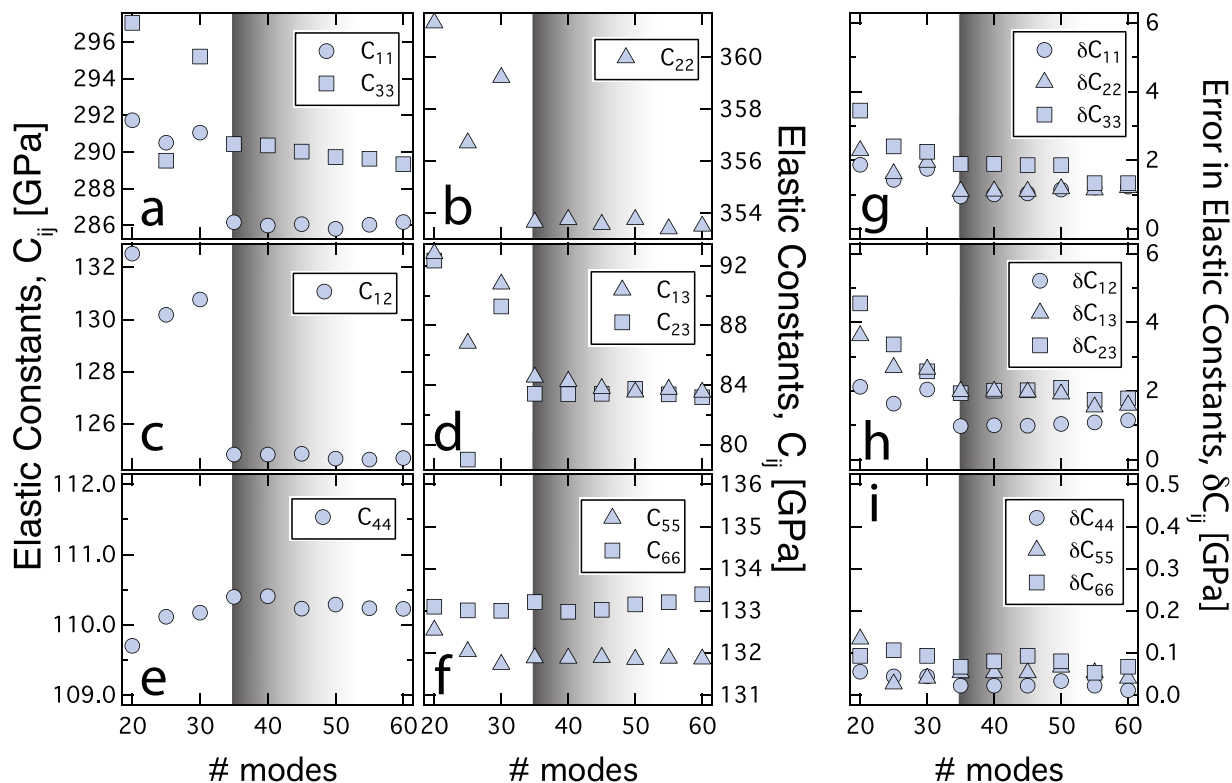 Elastic Constants, Cij [GPa]
296
294
292
290
288
286
C11
C33
a
C22
b
360
358
356
354
δC11
δC22
δC33
g
6
4
2
0
132
130
128
126
C12
c
C13
C23
d
92
88
84
80
δC12
δC13
δC23
h
6
4
2
0
112.0
111.0
110.0
109.0
C44
e
C55
C66
f
136
135
134
133
132
131
i
δC44
δC55
δC66
0.5
0.4
0.3
0.2
0.1
0.0
Elastic Constants, Cij [GPa]
Error in Elastic Constants, δCij [GPa]
20 30 40 50 60
20 30 40 50 60
20 30 40 50 60
# modes
# modes
# modes